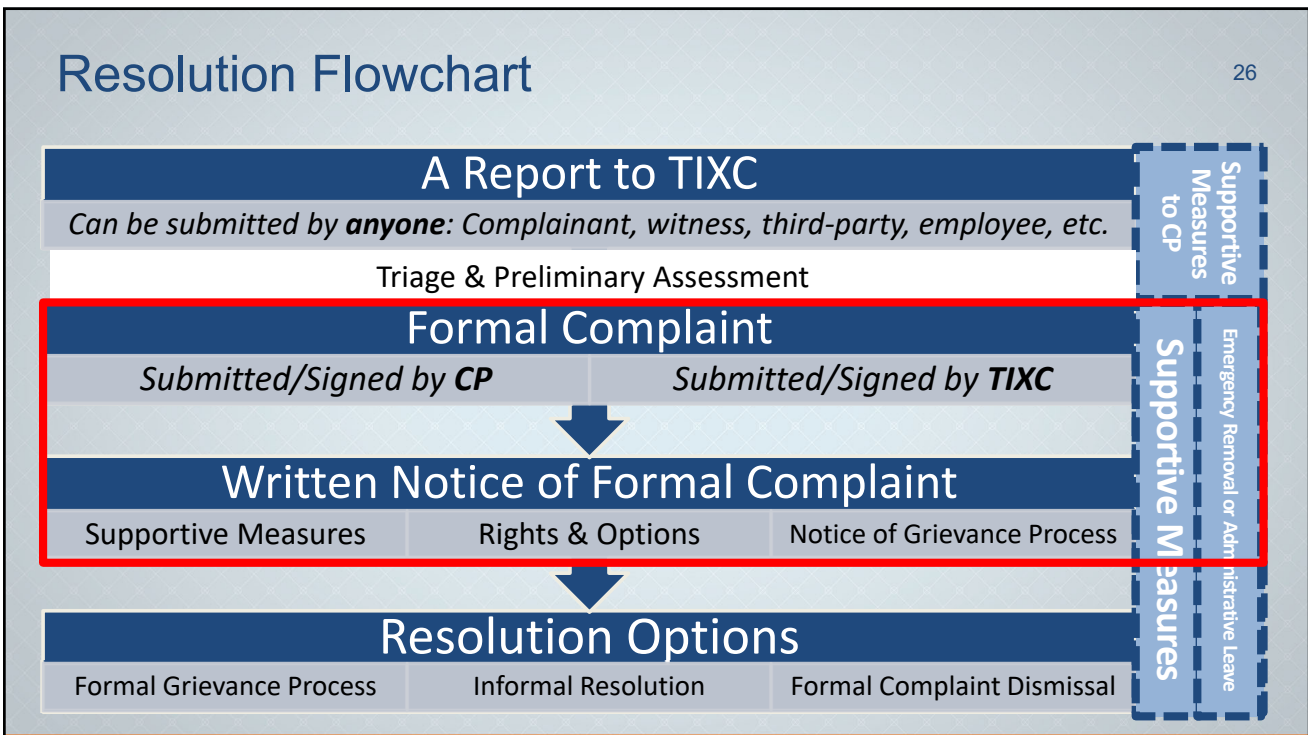 Resolution Flowchart
26
A Report to TIXC
Can be submitted by anyone: Complainant, witness, third-party, employee, etc.
Triage & Preliminary Assessment
Supportive
Measures
to CP
Formal Complaint
Submitted/Signed by CP
Submitted/Signed by TIXC
Written Notice of Formal Complaint
Supportive Measures
Rights & Options
Notice of Grievance Process
Resolution Options
Formal Grievance Process
Informal Resolution
Formal Complaint Dismissal
Supportive Measures
Emergency Removal or Administrative Leave